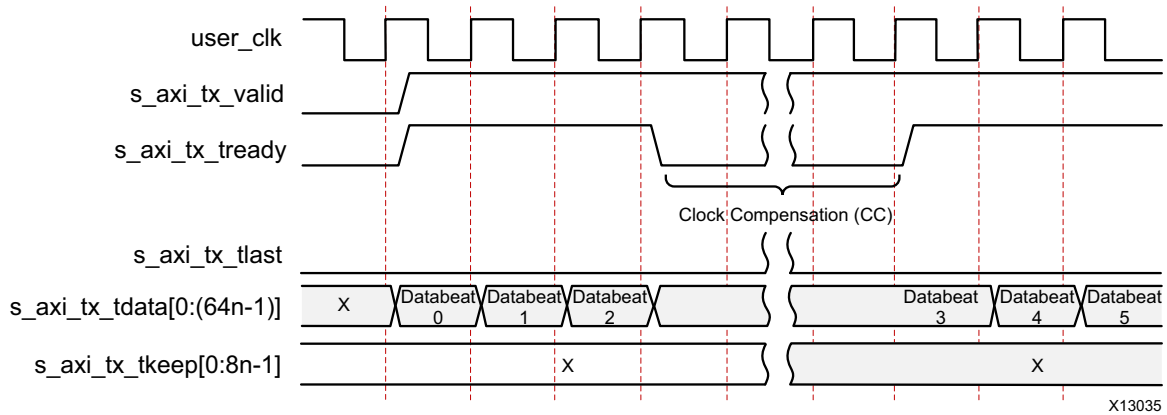 user_clk
s_axi_tx_valid
s_axi_tx_tready
Clock Compensation (CC)
s_axi_tx_tlast
s_axi_tx_tdata[0:(64n-1)]
X
Databeat
0
Databeat
1
Databeat
2
Databeat
3
Databeat
4
Databeat
5
s_axi_tx_tkeep[0:8n-1]
X
X
X13035